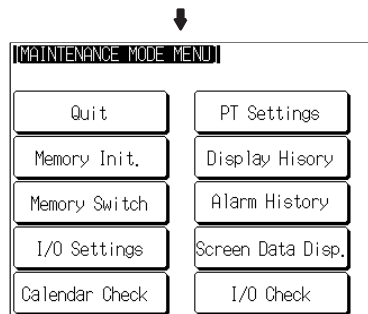 [MAINTENANCE MODE MENU]
Quit
PT Settings
Memory Init.
Display Hisory
Memory Switch
Alarm History
I/O Settings
Screen Data Disp.
Calendar Check
I/O Check